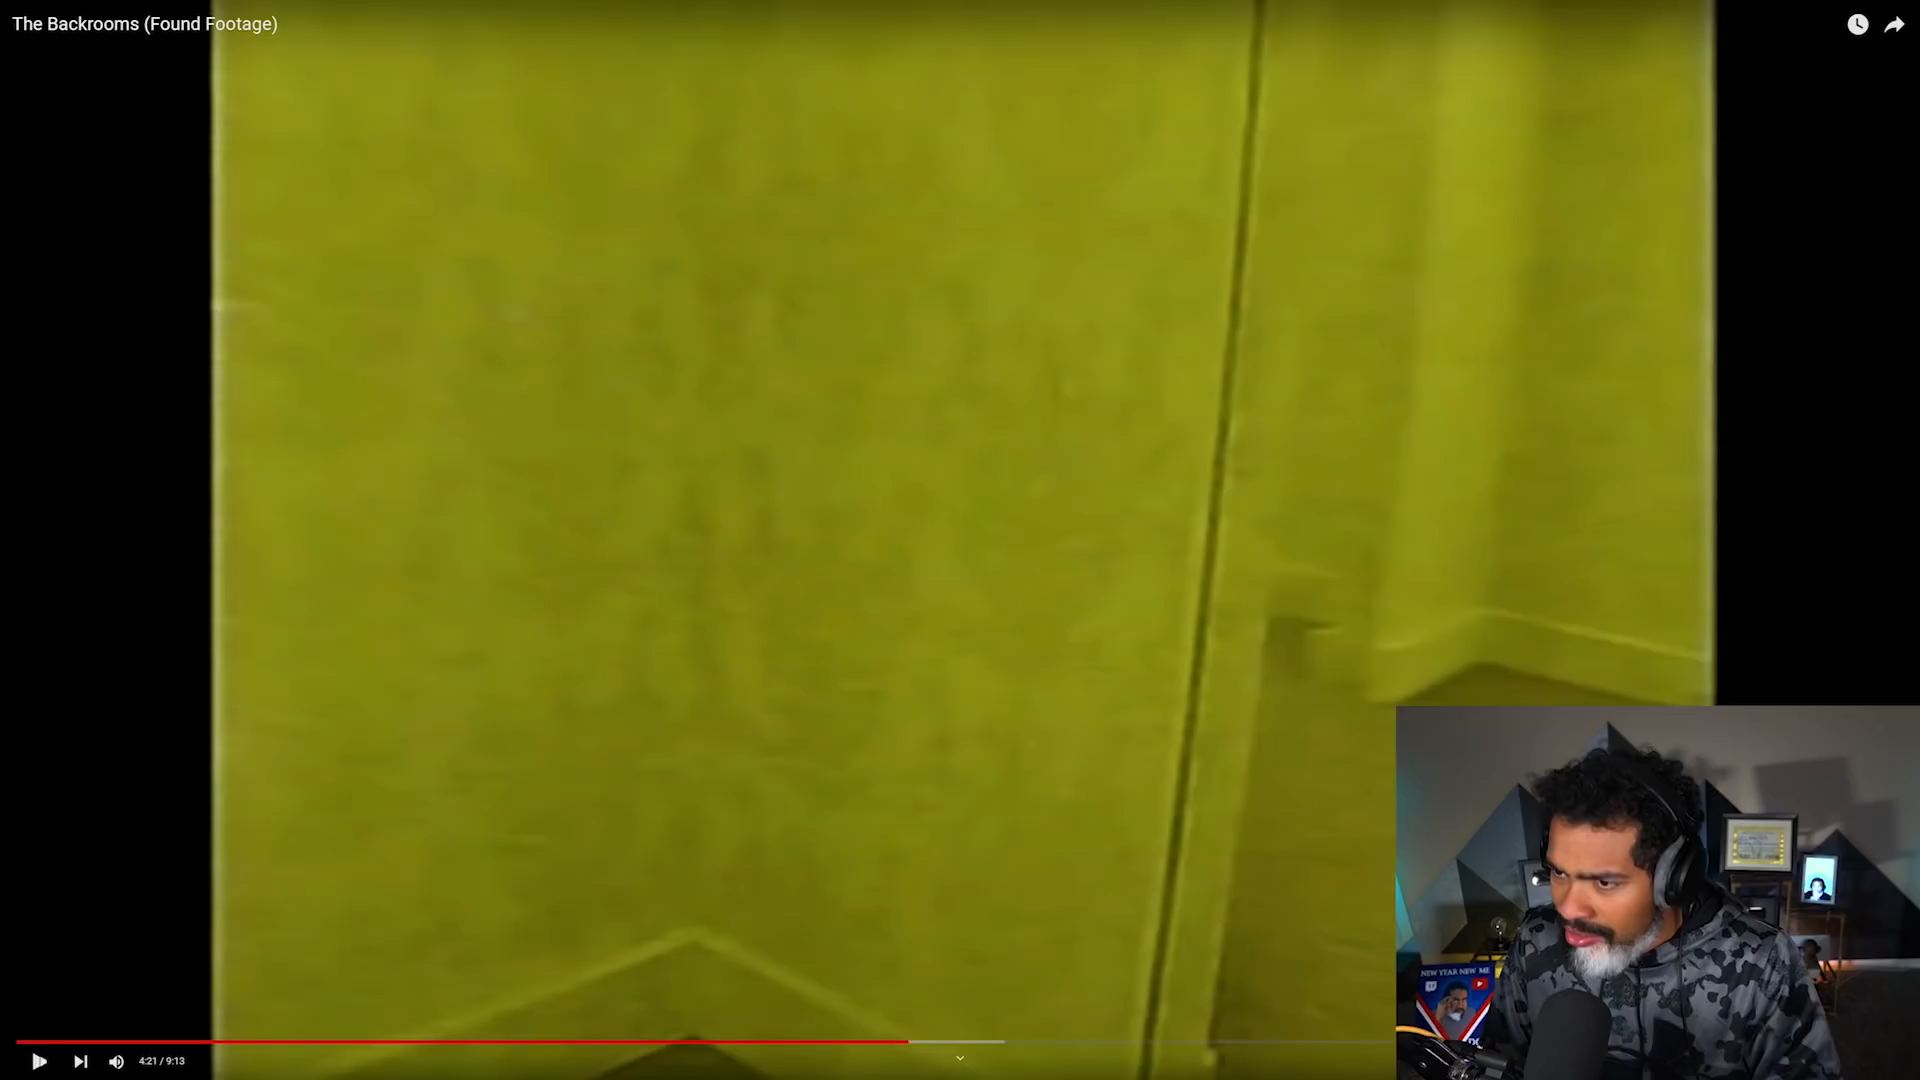 The Backrooms (Found Footage)
NEW YEAR NEW ME
4:21 / 9:13